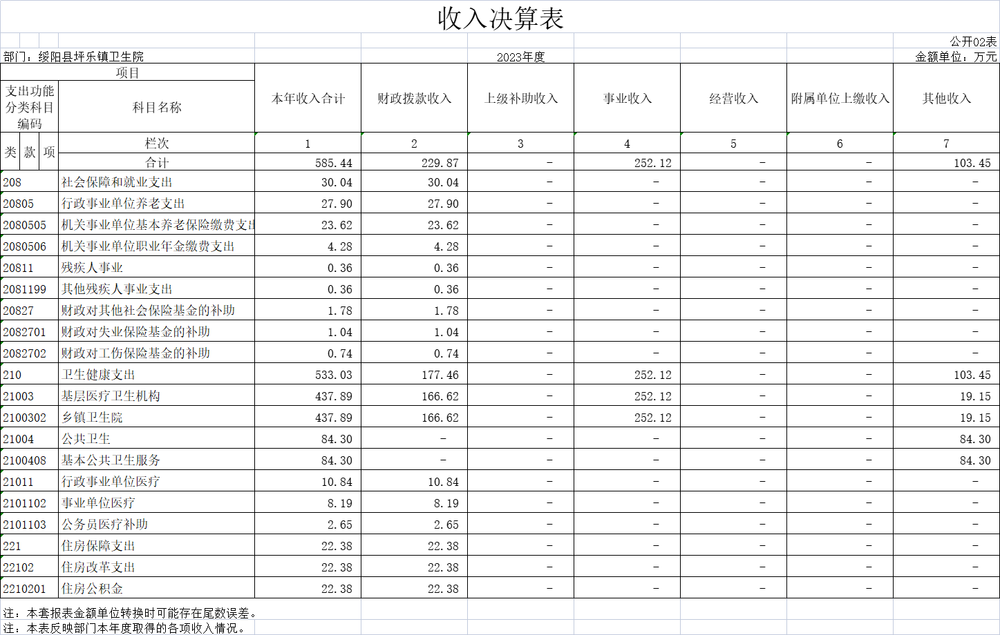 收入决算表
公开02表
部门：绥阳县坪乐镇卫生院 2023年度 金额单位：万元
项目 本年收入合计 财政拨款收入 上级补助收入 事业收入 经营收入 附属单位上缴收入 其他收入
支出功能分类科目编码 科目名称
类 款 项 栏次 1 2 3 4 5 6 7
合计 585.44 229.87 - 252.12 - - 103.45
208 社会保障和就业支出 30.04 30.04 - - - - -
20805 行政事业单位养老支出 27.90 27.90 - - - - -
2080505 机关事业单位基本养老保险缴费支出 23.62 23.62 - - - - -
2080506 机关事业单位职业年金缴费支出 4.28 4.28 - - - - -
20811 残疾人事业 0.36 0.36 - - - - -
2081199 其他残疾人事业支出 0.36 0.36 - - - - -
20827 财政对其他社会保险基金的补助 1.78 1.78 - - - - -
2082701 财政对失业保险基金的补助 1.04 1.04 - - - - -
2082702 财政对工伤保险基金的补助 0.74 0.74 - - - - -
210 卫生健康支出 533.03 177.46 - 252.12 - - 103.45
21003 基层医疗卫生机构 437.89 166.62 - 252.12 - - 19.15
2100302 乡镇卫生院 437.89 166.62 - 252.12 - - 19.15
21004 公共卫生 84.30 - - - - - 84.30
2100408 基本公共卫生服务 84.30 - - - - - 84.30
21011 行政事业单位医疗 10.84 10.84 - - - - -
2101102 事业单位医疗 8.19 8.19 - - - - -
2101103 公务员医疗补助 2.65 2.65 - - - - -
221 住房保障支出 22.38 22.38 - - - - -
22102 住房改革支出 22.38 22.38 - - - - -
2210201 住房公积金 22.38 22.38 - - - - -
注：本套报表金额单位转换时可能存在尾数误差。
注：本表反映部门本年度取得的各项收入情况。